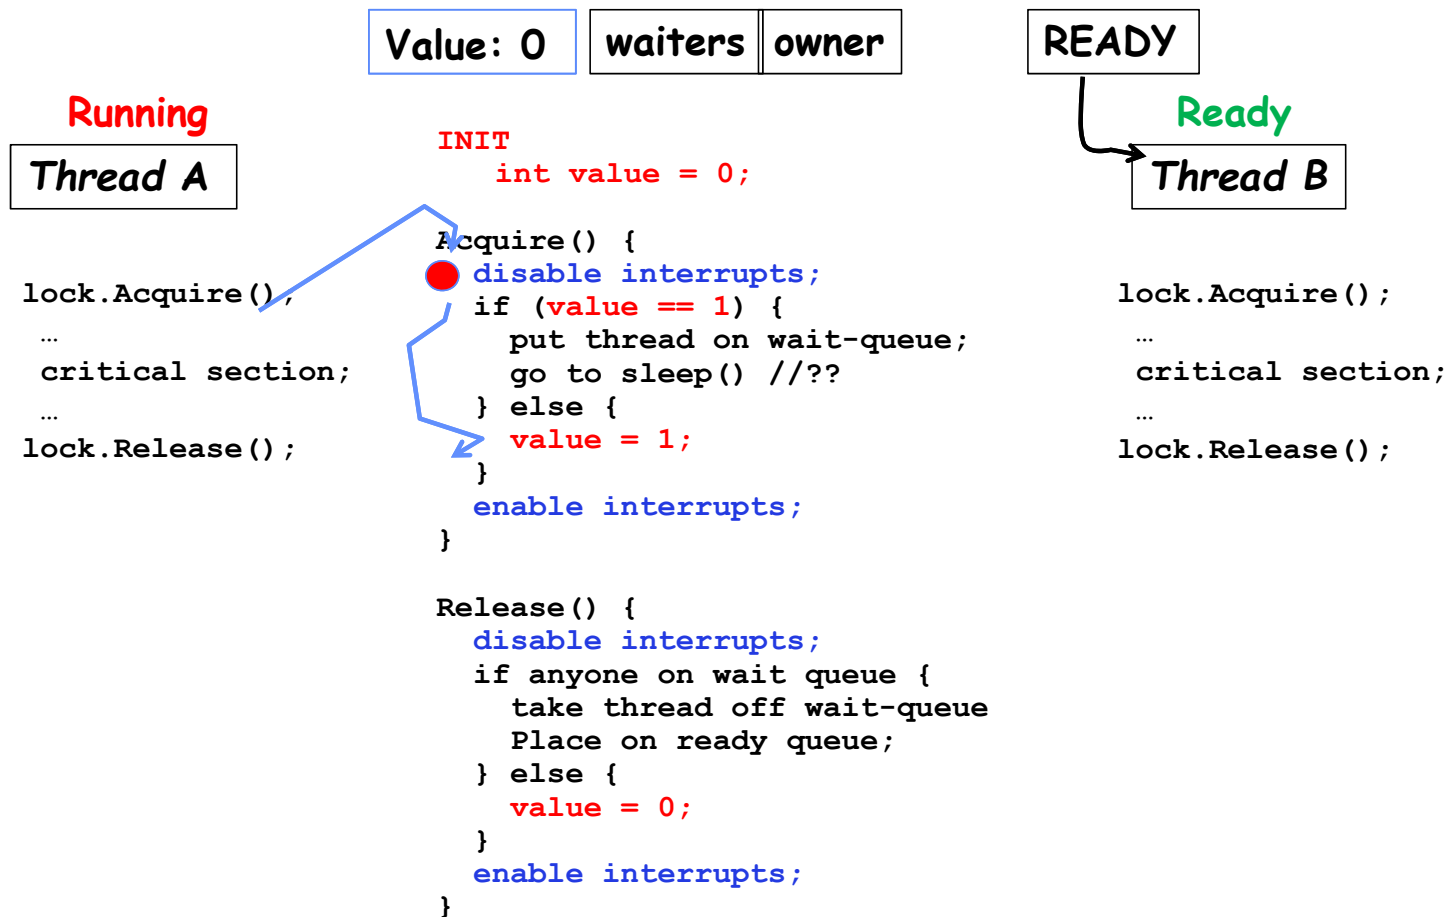 Value: 0
waiters
owner
READY
Running
Thread A
lock.Acquire();
…
critical section;
…
lock.Release();
INIT
int value = 0;
Acquire() {
disable interrupts;
if (value == 1) {
put thread on wait-queue;
go to sleep() //??
} else {
value = 1;
}
enable interrupts;
}
Release() {
disable interrupts;
if anyone on wait queue {
take thread off wait-queue
Place on ready queue;
} else {
value = 0;
}
enable interrupts;
}
Ready
Thread B
lock.Acquire();
…
critical section;
…
lock.Release();